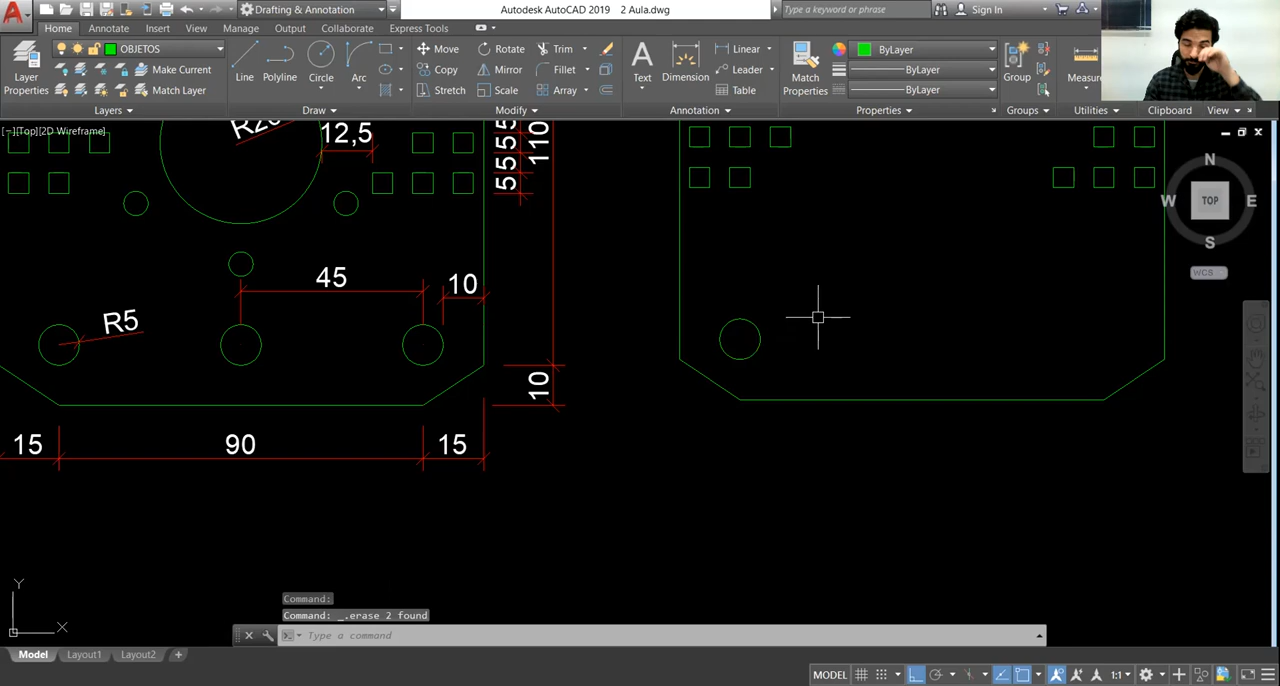 Autodesk AutoCAD 2019 2 Aula.dwg
Drafting & Annotation
Type a keyword or phrase
Sign In
Home Annotate Insert View Manage Output Collaborate Express Tools
Layer Properties
OBJETOS
Make Current
Match Layer
Layers
Line Polyline Circle Arc
Draw
Move Rotate Trim
Copy Mirror Fillet
Stretch Scale Array
Modify
Text Dimension
Linear
Leader
Table
Annotation
Match Properties
ByLayer
ByLayer
ByLayer
Properties
Group
Groups
Measure
Utilities
Clipboard
View
[−][Top][2D Wireframe]
12,5
5
5
5
5
110
45
10
R5
10
15
90
15
N
W TOP E
S
WCS
Y
X
Command:
Command: _.erase 2 found
Type a command
Model Layout1 Layout2 +
MODEL
1:1